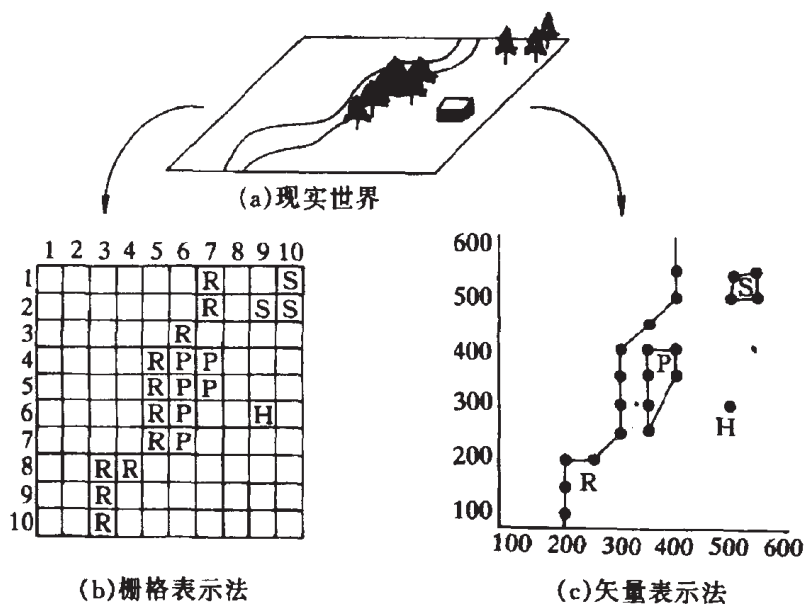 (a)现实世界
1 2 3 4 5 6 7 8 9 10
1 R S
2 R S S
3 R
4 R P P
5 R P P
6 R P H
7 R P
8 R R
9 R
10 R
(b)栅格表示法
600
500 S
400
P
300
H
200
R
100
100 200 300 400 500 600
(c)矢量表示法